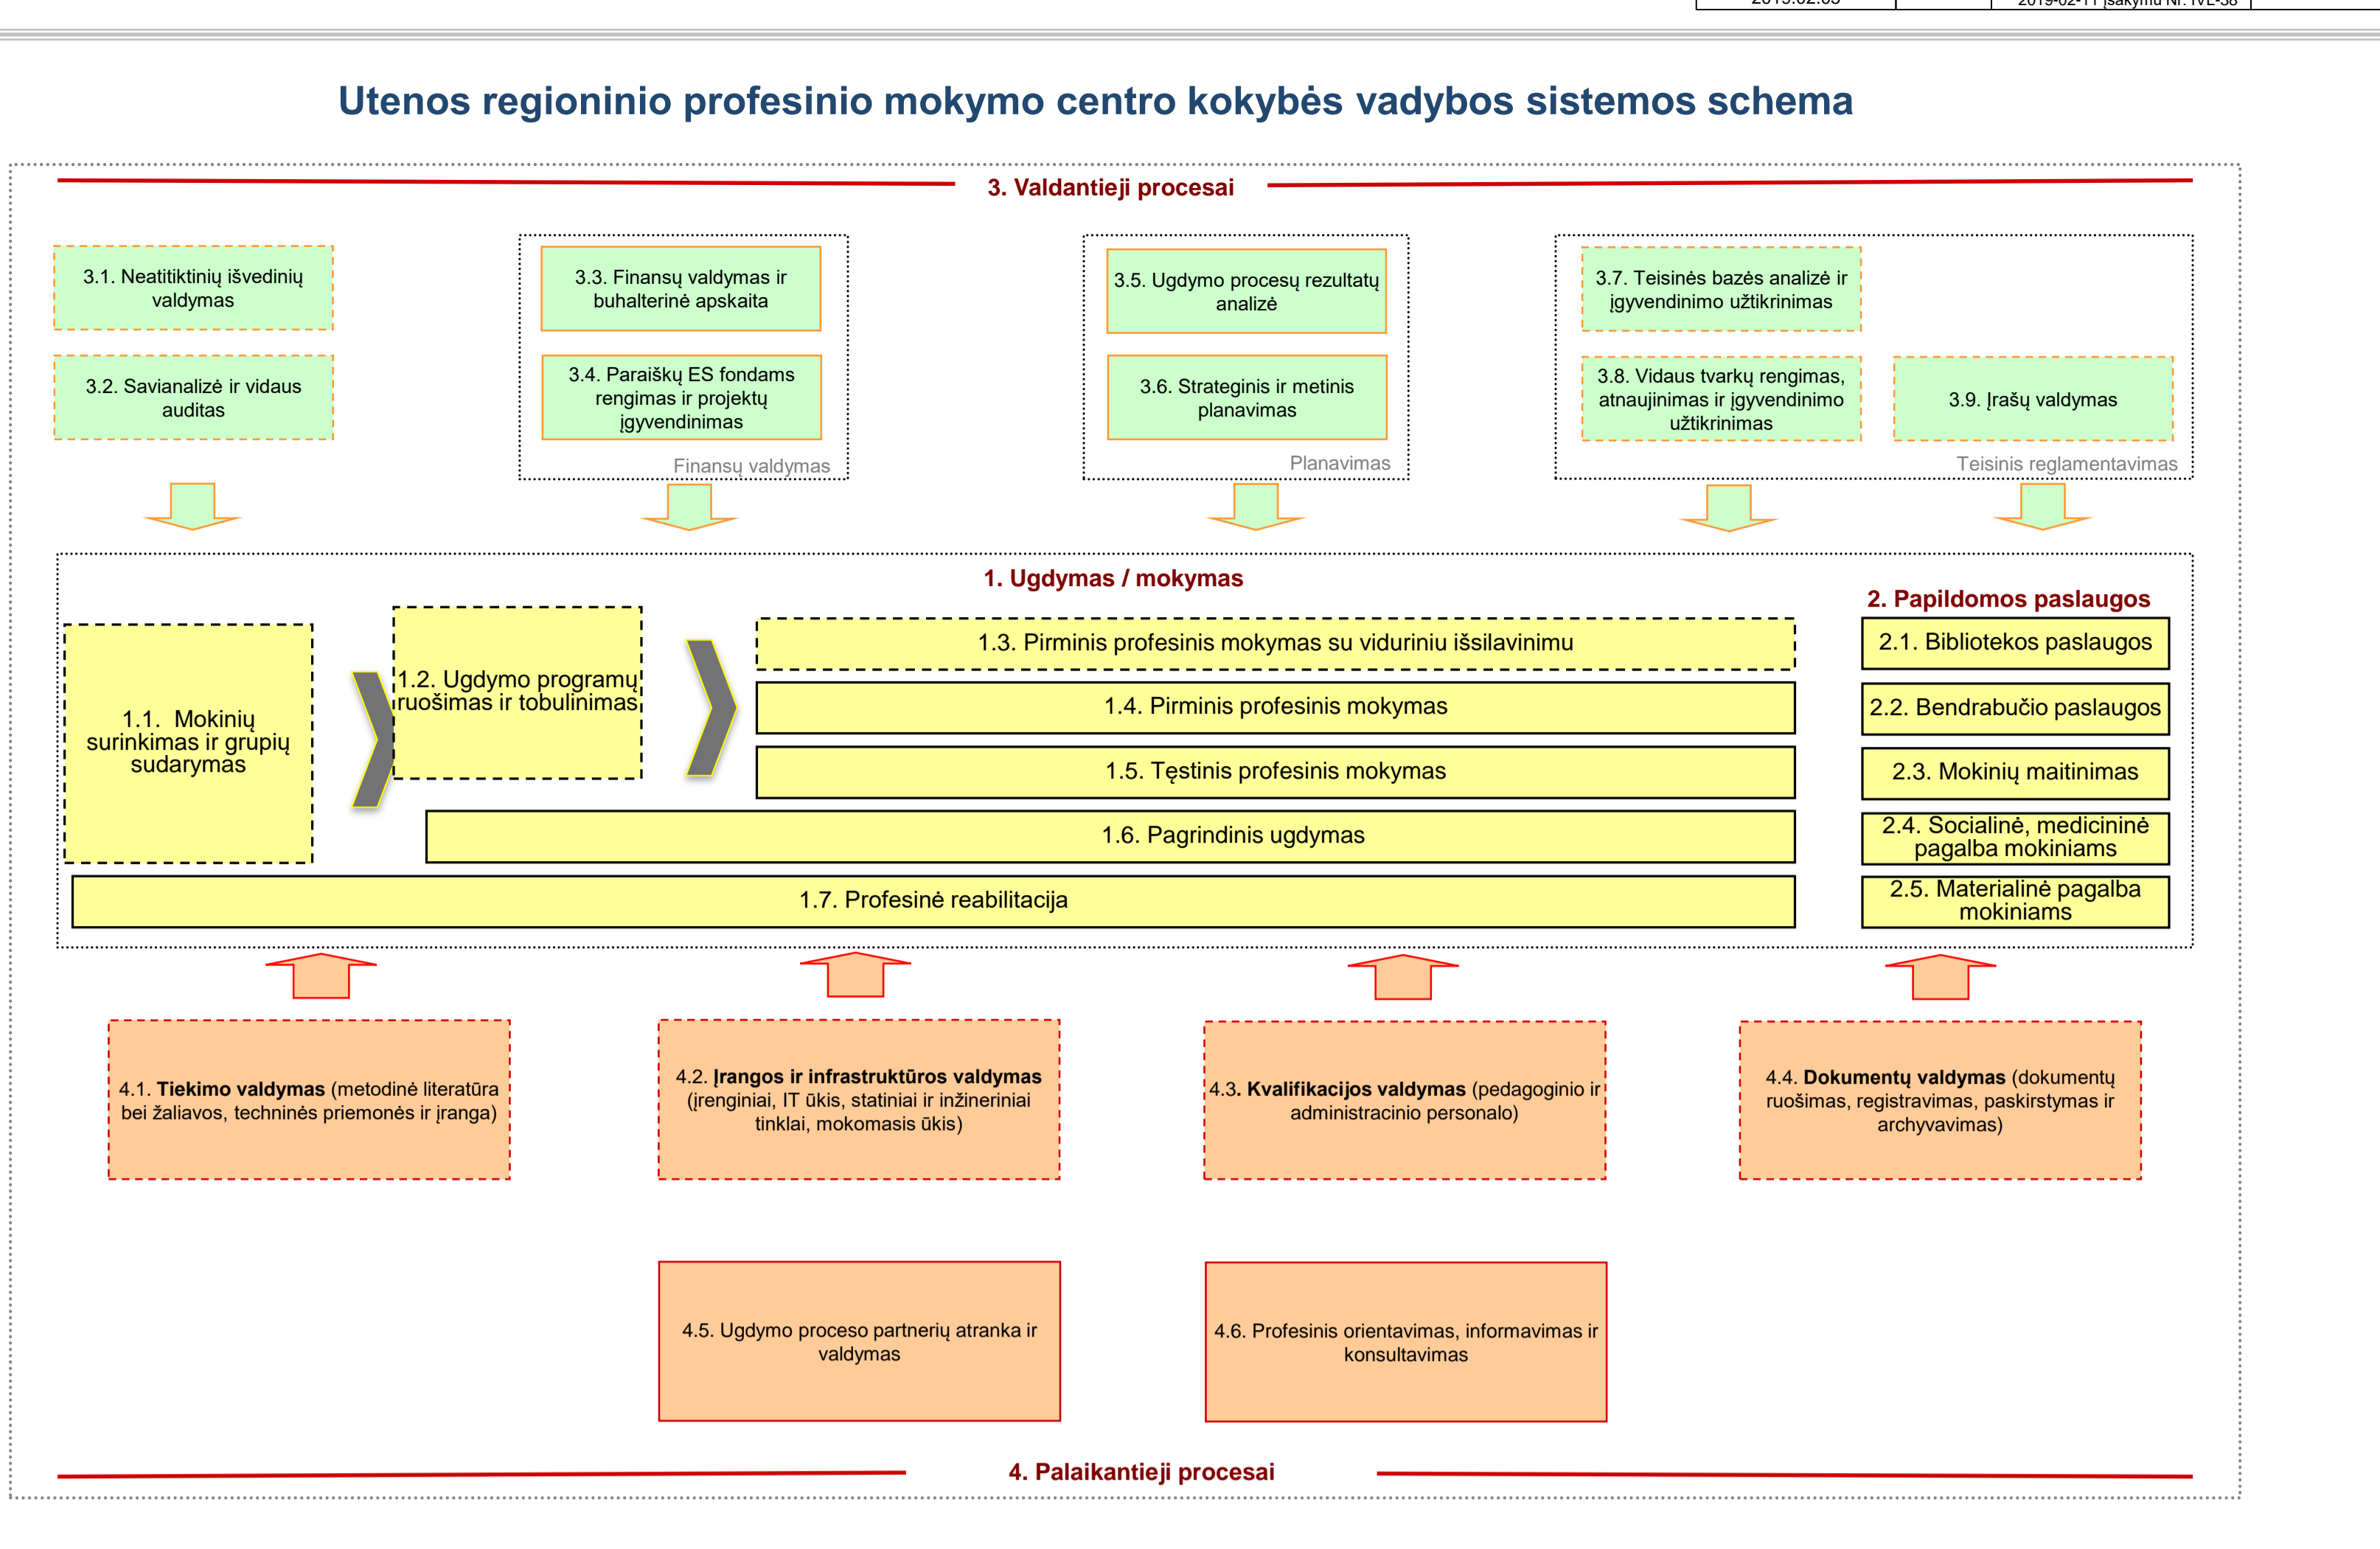 2019.02.05
2019-02-11 įsakymu Nr. IVE-38
Utenos regioninio profesinio mokymo centro kokybės vadybos sistemos schema
3. Valdantieji procesai
3.1. Neatitiktinių išvedinių
valdymas
3.2. Savianalizė ir vidaus
auditas
3.3. Finansų valdymas ir
buhalterinė apskaita
3.4. Paraiškų ES fondams
rengimas ir projektų
įgyvendinimas
Finansų valdymas
3.5. Ugdymo procesų rezultatų
analizė
3.6. Strateginis ir metinis
planavimas
Planavimas
3.7. Teisinės bazės analizė ir
įgyvendinimo užtikrinimas
3.8. Vidaus tvarkų rengimas,
atnaujinimas ir įgyvendinimo
užtikrinimas
3.9. Įrašų valdymas
Teisinis reglamentavimas
1. Ugdymas / mokymas
1.1. Mokinių
surinkimas ir grupių
sudarymas
1.2. Ugdymo programų
ruošimas ir tobulinimas
1.3. Pirminis profesinis mokymas su viduriniu išsilavinimu
1.4. Pirminis profesinis mokymas
1.5. Tęstinis profesinis mokymas
1.6. Pagrindinis ugdymas
1.7. Profesinė reabilitacija
2. Papildomos paslaugos
2.1. Bibliotekos paslaugos
2.2. Bendrabučio paslaugos
2.3. Mokinių maitinimas
2.4. Socialinė, medicininė
pagalba mokiniams
2.5. Materialinė pagalba
mokiniams
4.1. Tiekimo valdymas (metodinė literatūra
bei žaliavos, techninės priemonės ir įranga)
4.2. Įrangos ir infrastruktūros valdymas
(įrenginiai, IT ūkis, statiniai ir inžineriniai
tinklai, mokomasis ūkis)
4.3. Kvalifikacijos valdymas (pedagoginio ir
administracinio personalo)
4.4. Dokumentų valdymas (dokumentų
ruošimas, registravimas, paskirstymas ir
archyvavimas)
4.5. Ugdymo proceso partnerių atranka ir
valdymas
4.6. Profesinis orientavimas, informavimas ir
konsultavimas
4. Palaikantieji procesai